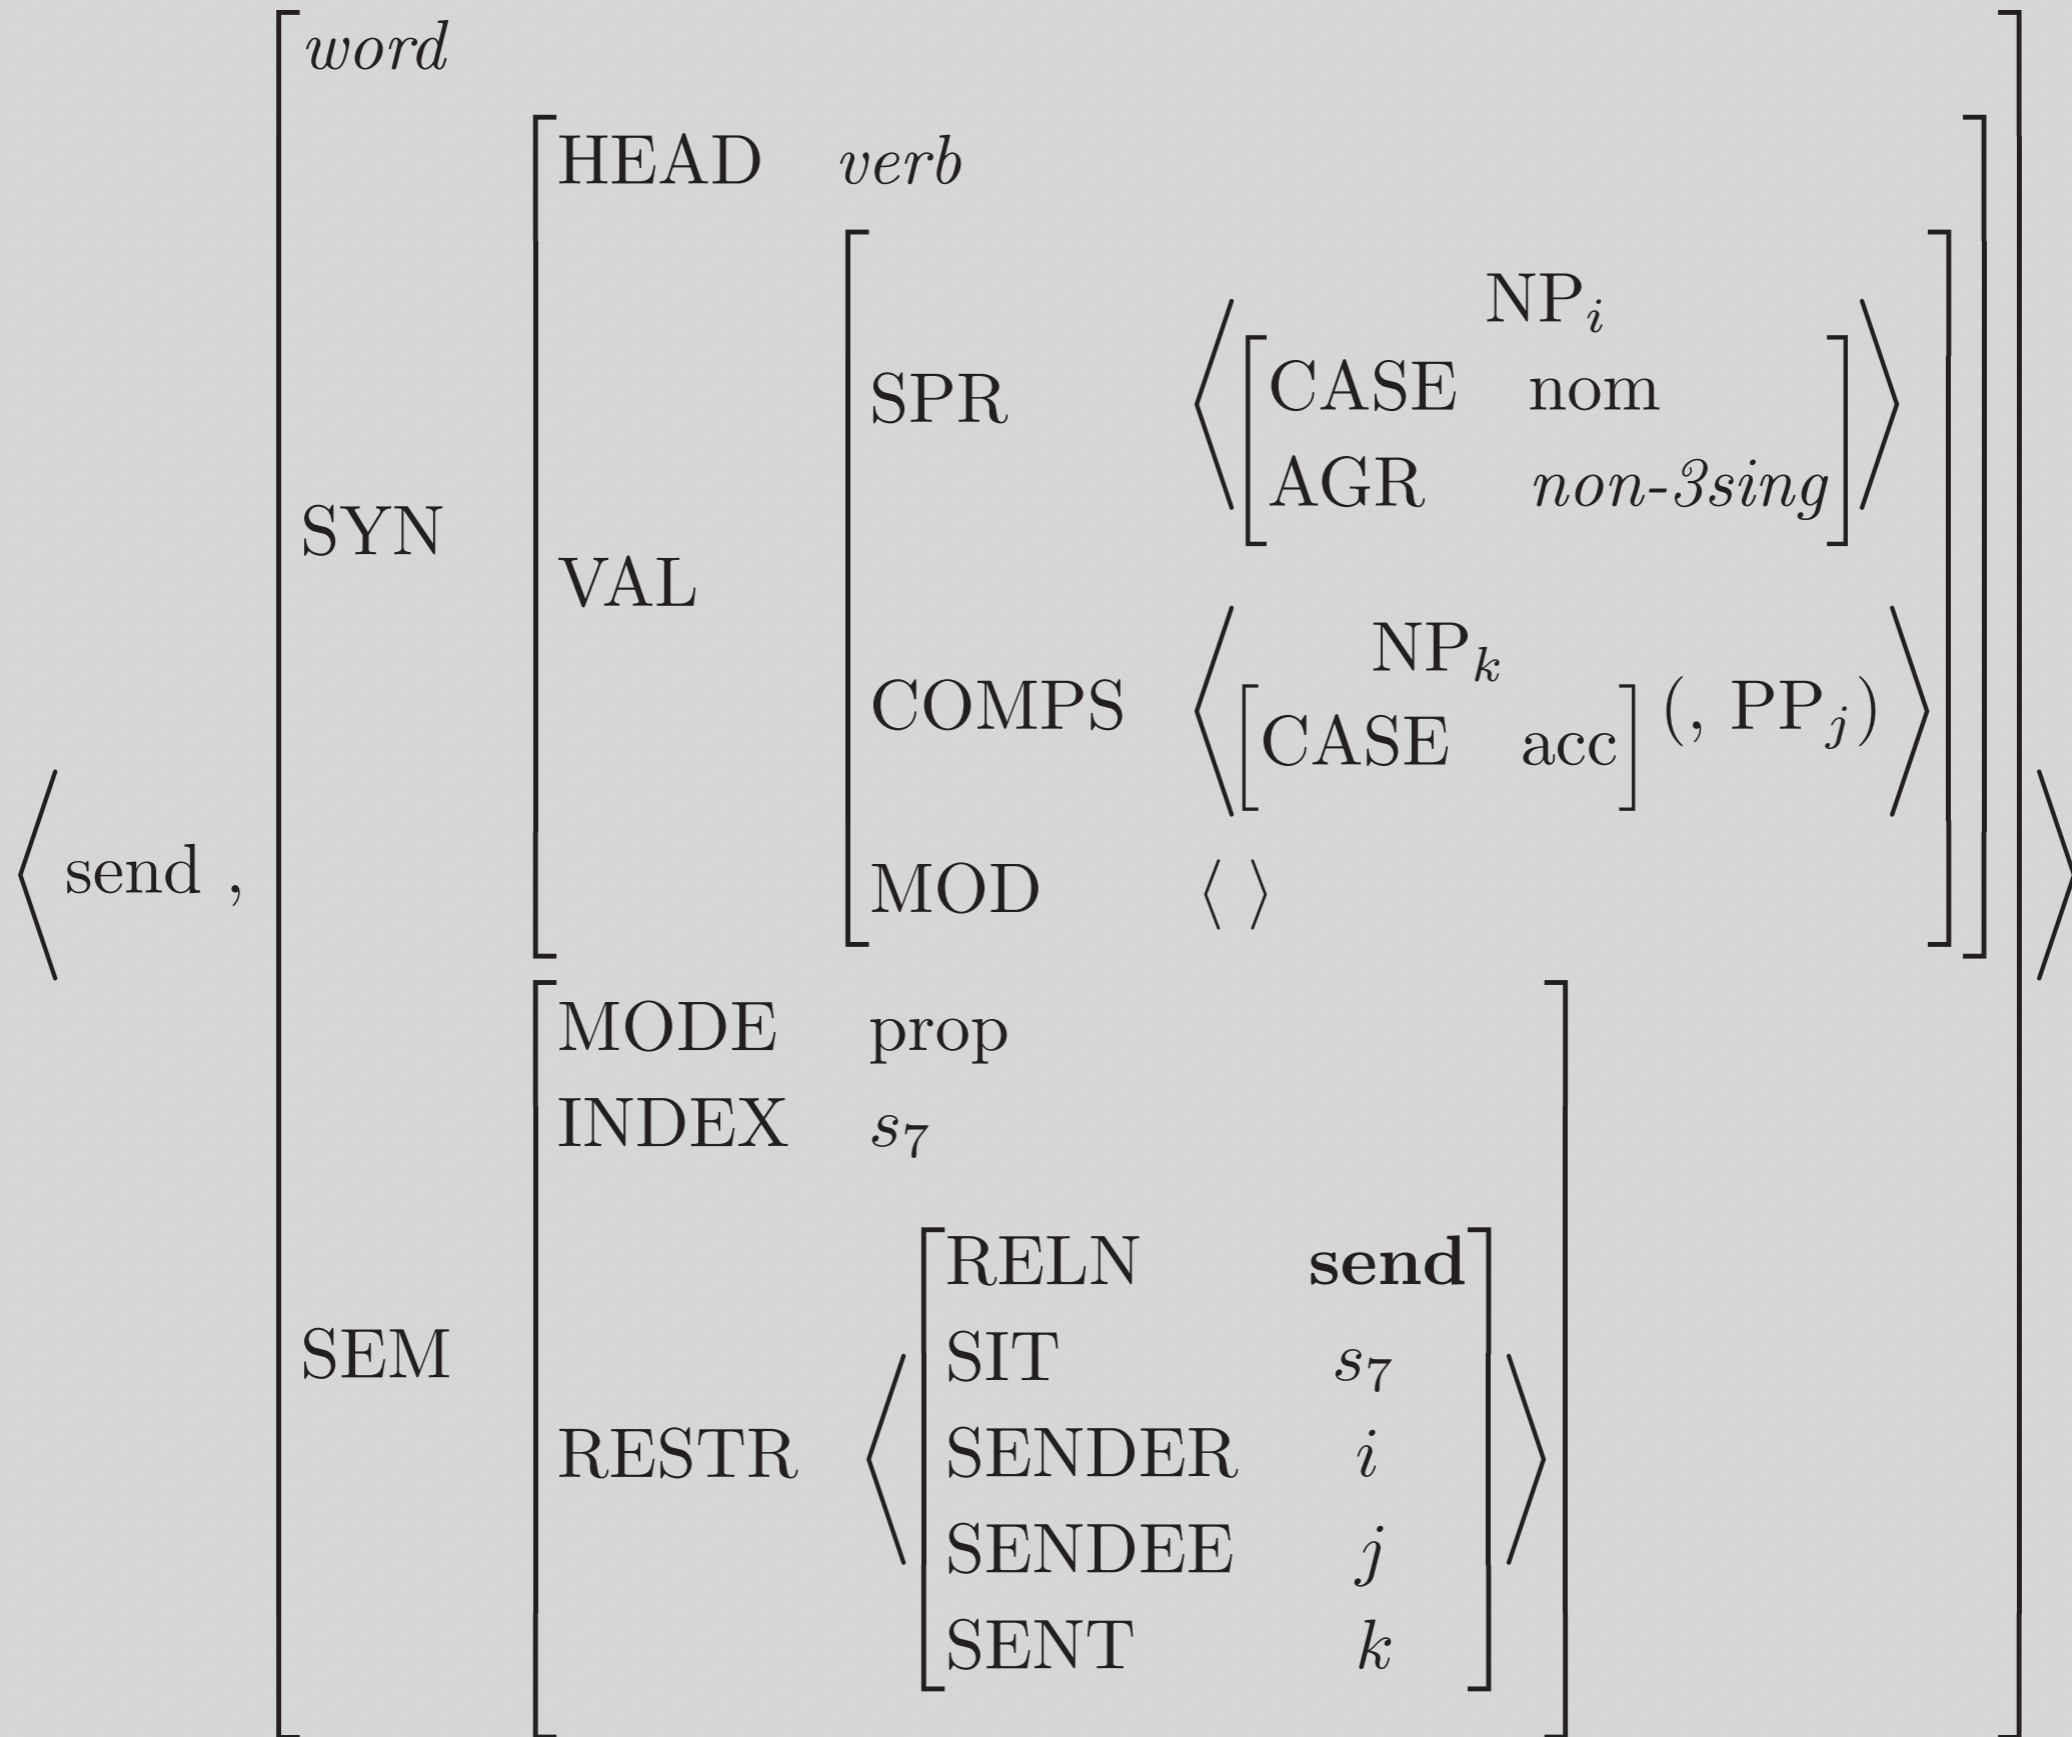 word
HEAD verb
NP_i
SPR ⟨ [ CASE nom
AGR non-3sing ] ⟩
SYN
VAL
NP_k
COMPS ⟨ [ CASE acc ] (, PP_j) ⟩
⟨ send ,
MOD ⟨ ⟩
MODE prop
INDEX s_7
RELN send
SIT s_7
SEM
RESTR ⟨ SENDER i ⟩
SENDEE j
SENT k